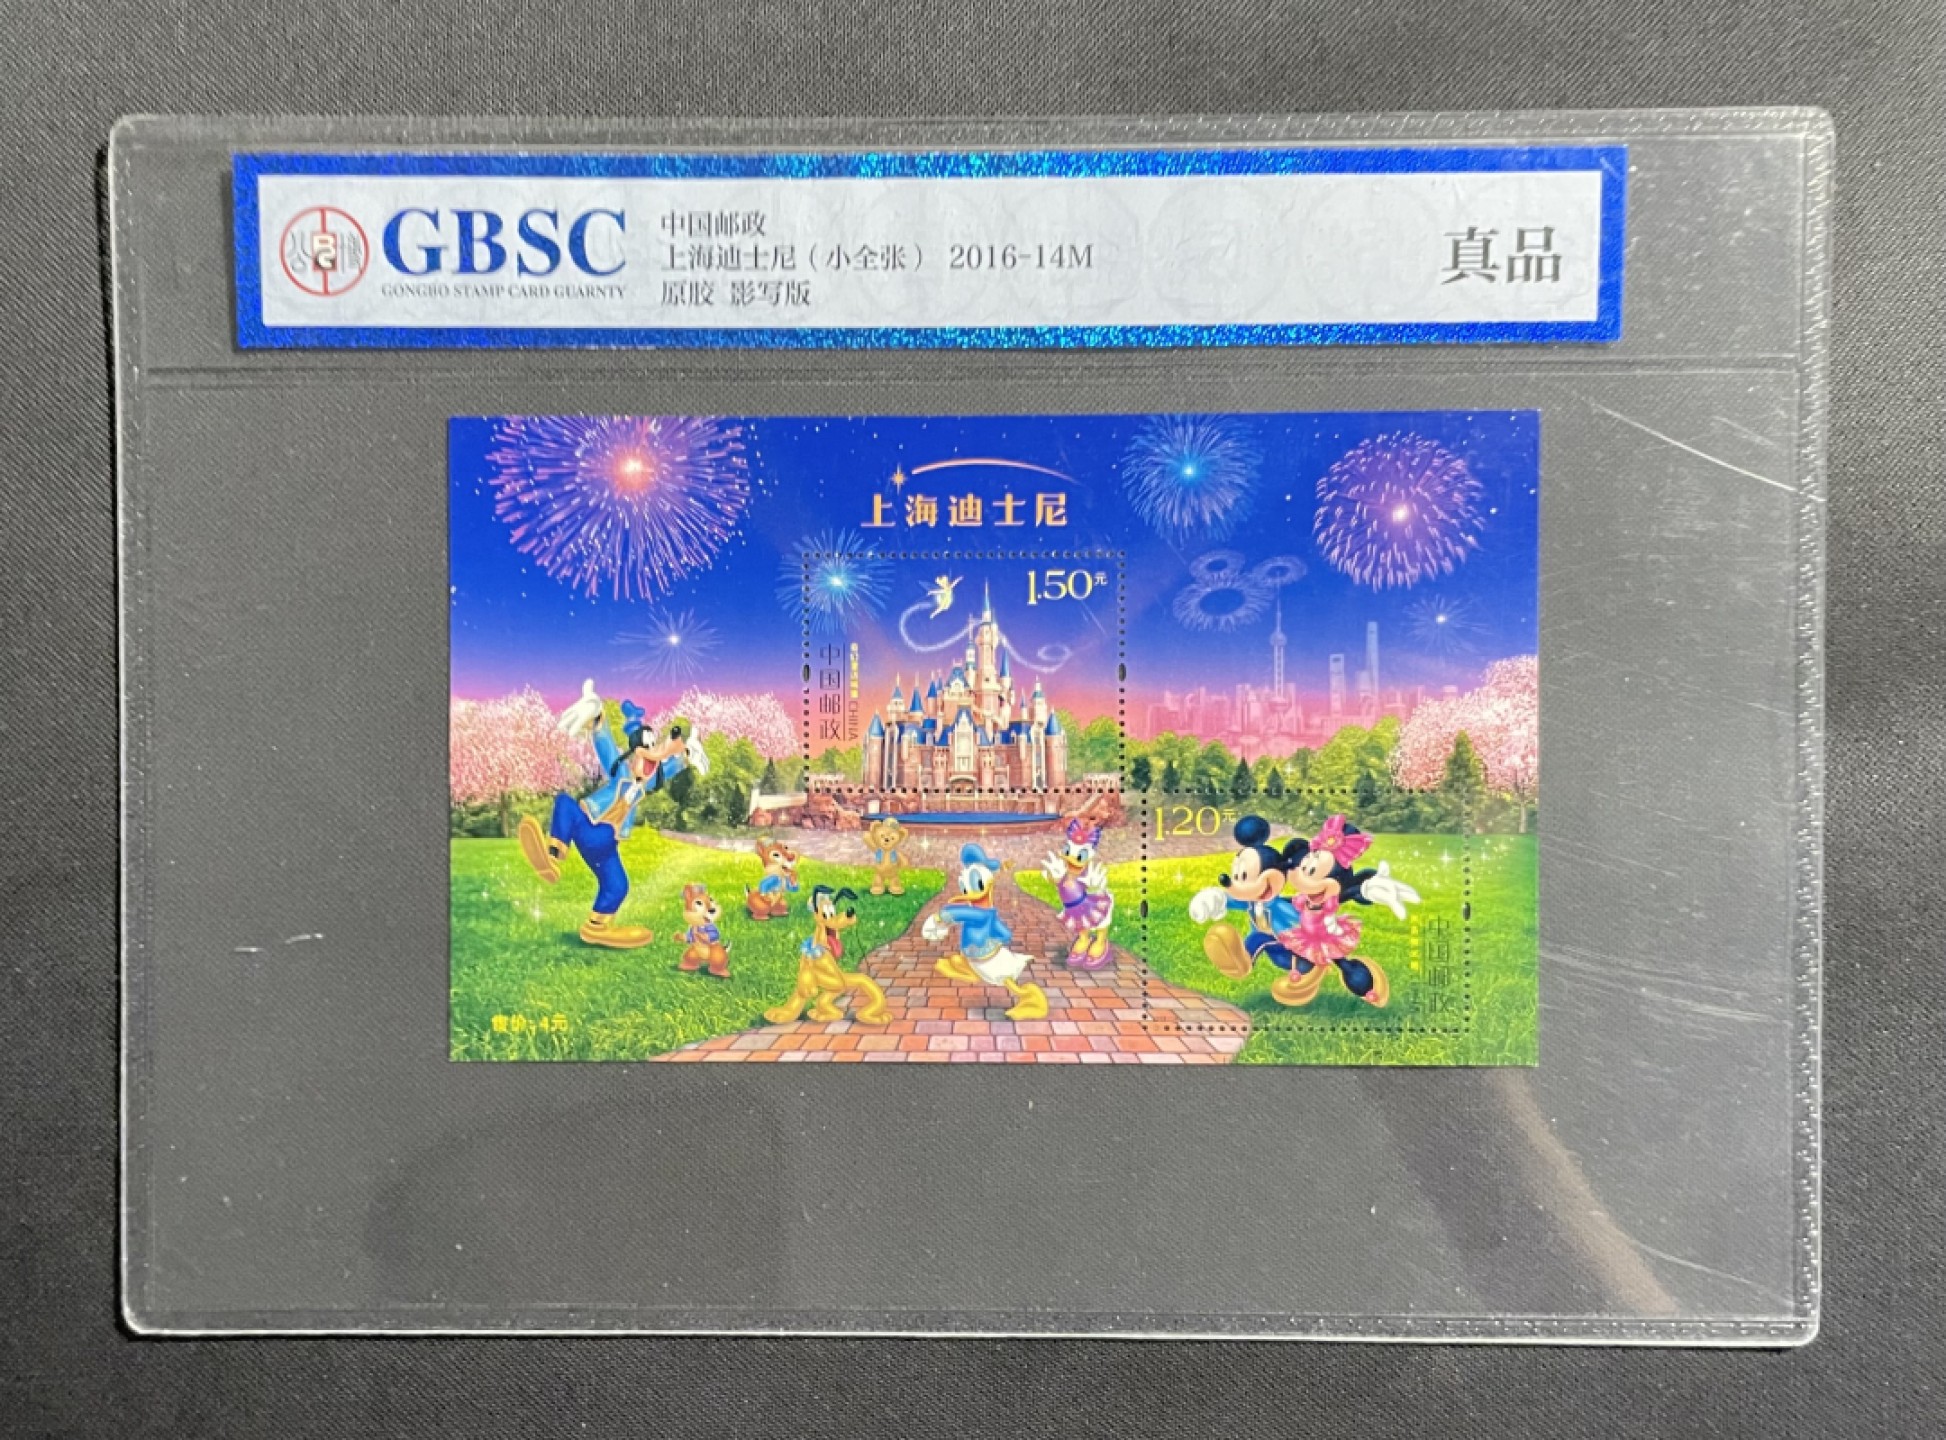 GBSC
GONGBO STAMP CARD GUARNTY
中国邮政
上海迪士尼(小全张) 2016-14M
原胶 影写版
真品
上海迪士尼
1.50元
中国邮政
CHINA
1.20元
中国邮政
售价:4元